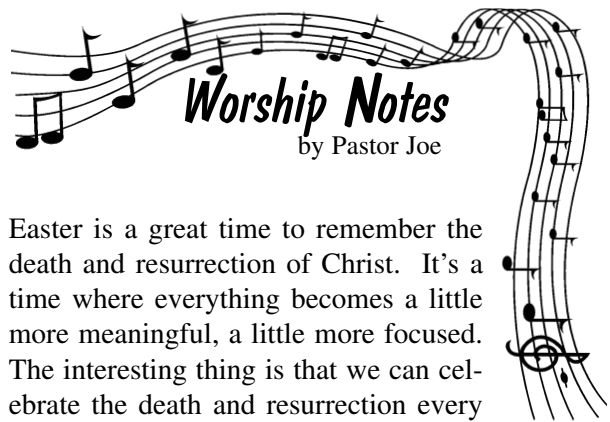 Worship Notes
by Pastor Joe
Easter is a great time to remember the
death and resurrection of Christ.  It's a
time where everything becomes a little
more meaningful, a little more focused.
The interesting thing is that we can cel-
ebrate the death and resurrection every